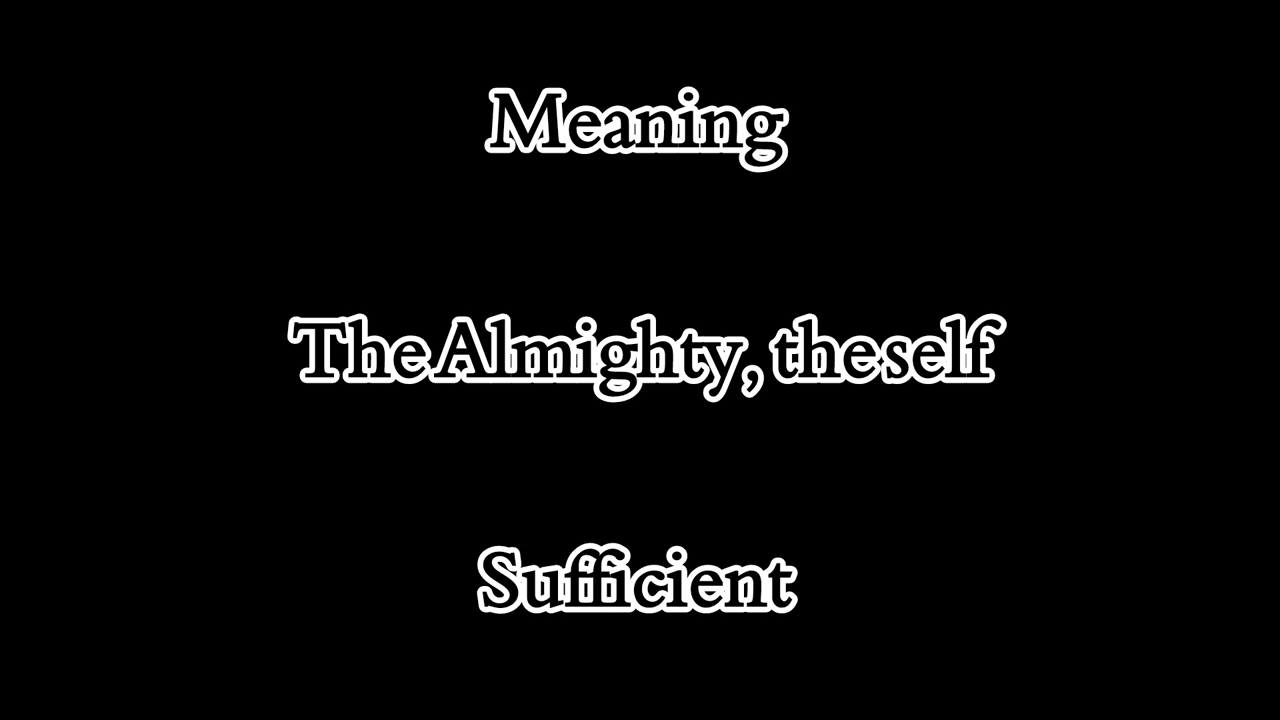 Meaning
The Almighty, the self
Sufficient